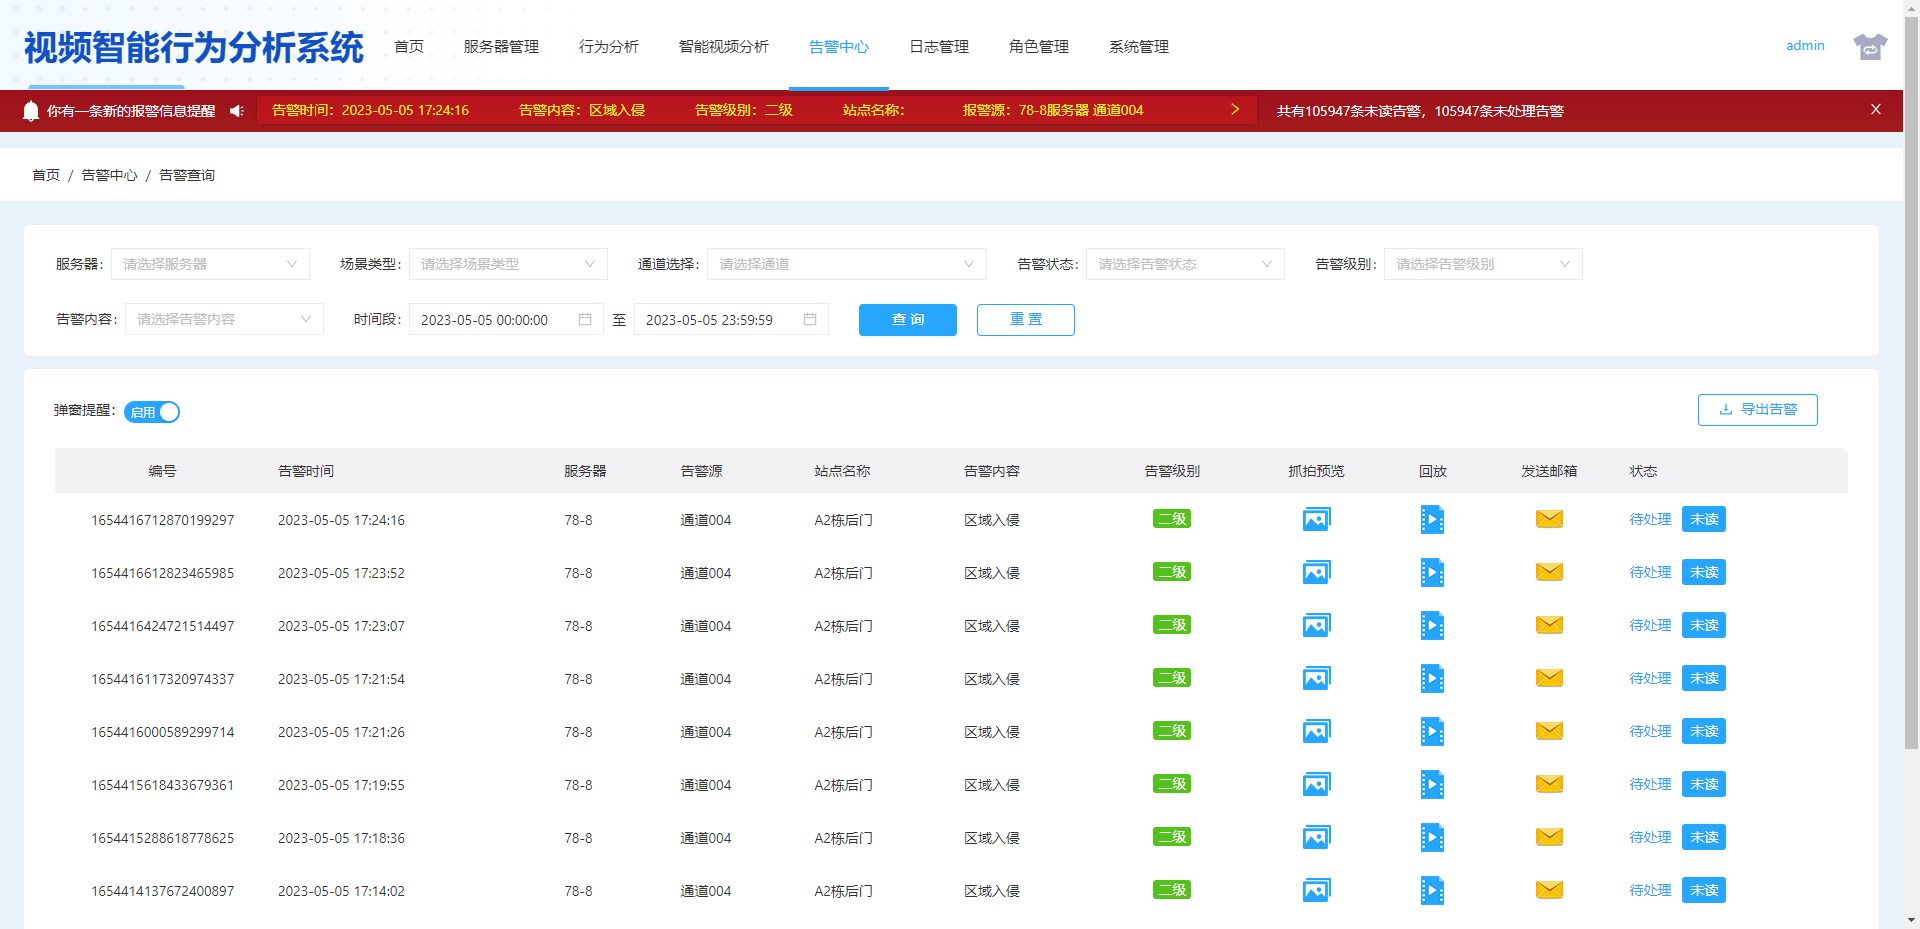 视频智能行为分析系统 首页 服务器管理 行为分析 智能视频分析 告警中心 日志管理 角色管理 系统管理 admin
你有一条新的报警信息提醒 告警时间：2023-05-05 17:24:16 告警内容：区域入侵 告警级别：二级 站点名称： 报警源：78-8服务器 通道004 共有105947条未读告警，105947条未处理告警
首页 / 告警中心 / 告警查询
服务器： 请选择服务器 场景类型： 请选择场景类型 通道选择： 请选择通道 告警状态： 请选择告警状态 告警级别： 请选择告警级别
告警内容： 请选择告警内容 时间段： 2023-05-05 00:00:00 至 2023-05-05 23:59:59 查 询 重 置
弹窗提醒： 启用 导出告警
编号 告警时间 服务器 告警源 站点名称 告警内容 告警级别 抓拍预览 回放 发送邮箱 状态
1654416712870199297 2023-05-05 17:24:16 78-8 通道004 A2栋后门 区域入侵 二级 待处理 未读
1654416612823465985 2023-05-05 17:23:52 78-8 通道004 A2栋后门 区域入侵 二级 待处理 未读
1654416424721514497 2023-05-05 17:23:07 78-8 通道004 A2栋后门 区域入侵 二级 待处理 未读
1654416117320974337 2023-05-05 17:21:54 78-8 通道004 A2栋后门 区域入侵 二级 待处理 未读
1654416000589299714 2023-05-05 17:21:26 78-8 通道004 A2栋后门 区域入侵 二级 待处理 未读
1654415618433679361 2023-05-05 17:19:55 78-8 通道004 A2栋后门 区域入侵 二级 待处理 未读
1654415288618778625 2023-05-05 17:18:36 78-8 通道004 A2栋后门 区域入侵 二级 待处理 未读
1654414137672400897 2023-05-05 17:14:02 78-8 通道004 A2栋后门 区域入侵 二级 待处理 未读